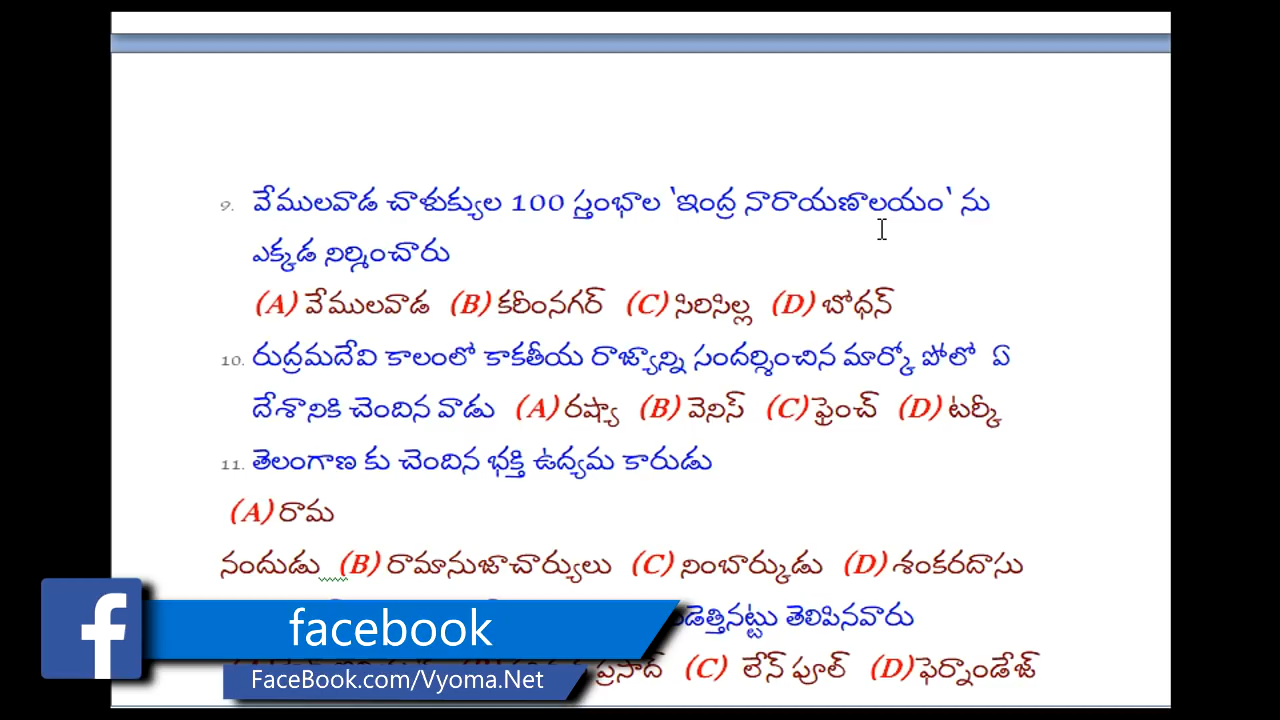 9. వేములవాడ చాళుక్యుల 100 స్తంభాల 'ఇంద్ర నారాయణాలయం' ను
ఎక్కడ నిర్మించారు
(A) వేములవాడ (B) కరీంనగర్ (C) సిరిసిల్ల (D) బోధన్
10. రుద్రమదేవి కాలంలో కాకతీయ రాజ్యాన్ని సందర్శించిన మార్కో పోలో ఏ
దేశానికి చెందిన వాడు (A) రష్యా (B) వెనిస్ (C) ఫ్రెంచ్ (D) టర్కీ
11. తెలంగాణ కు చెందిన భక్తి ఉద్యమ కారుడు
(A) రామ
నందుడు (B) రామానుజాచార్యులు (C) నింబార్కుడు (D) శంకరదాసు
తెలిపినవారు
ప్రసాద్ (C) లేన్ పూల్ (D) ఫెర్నాండేజ్
facebook
FaceBook.com/Vyoma.Net